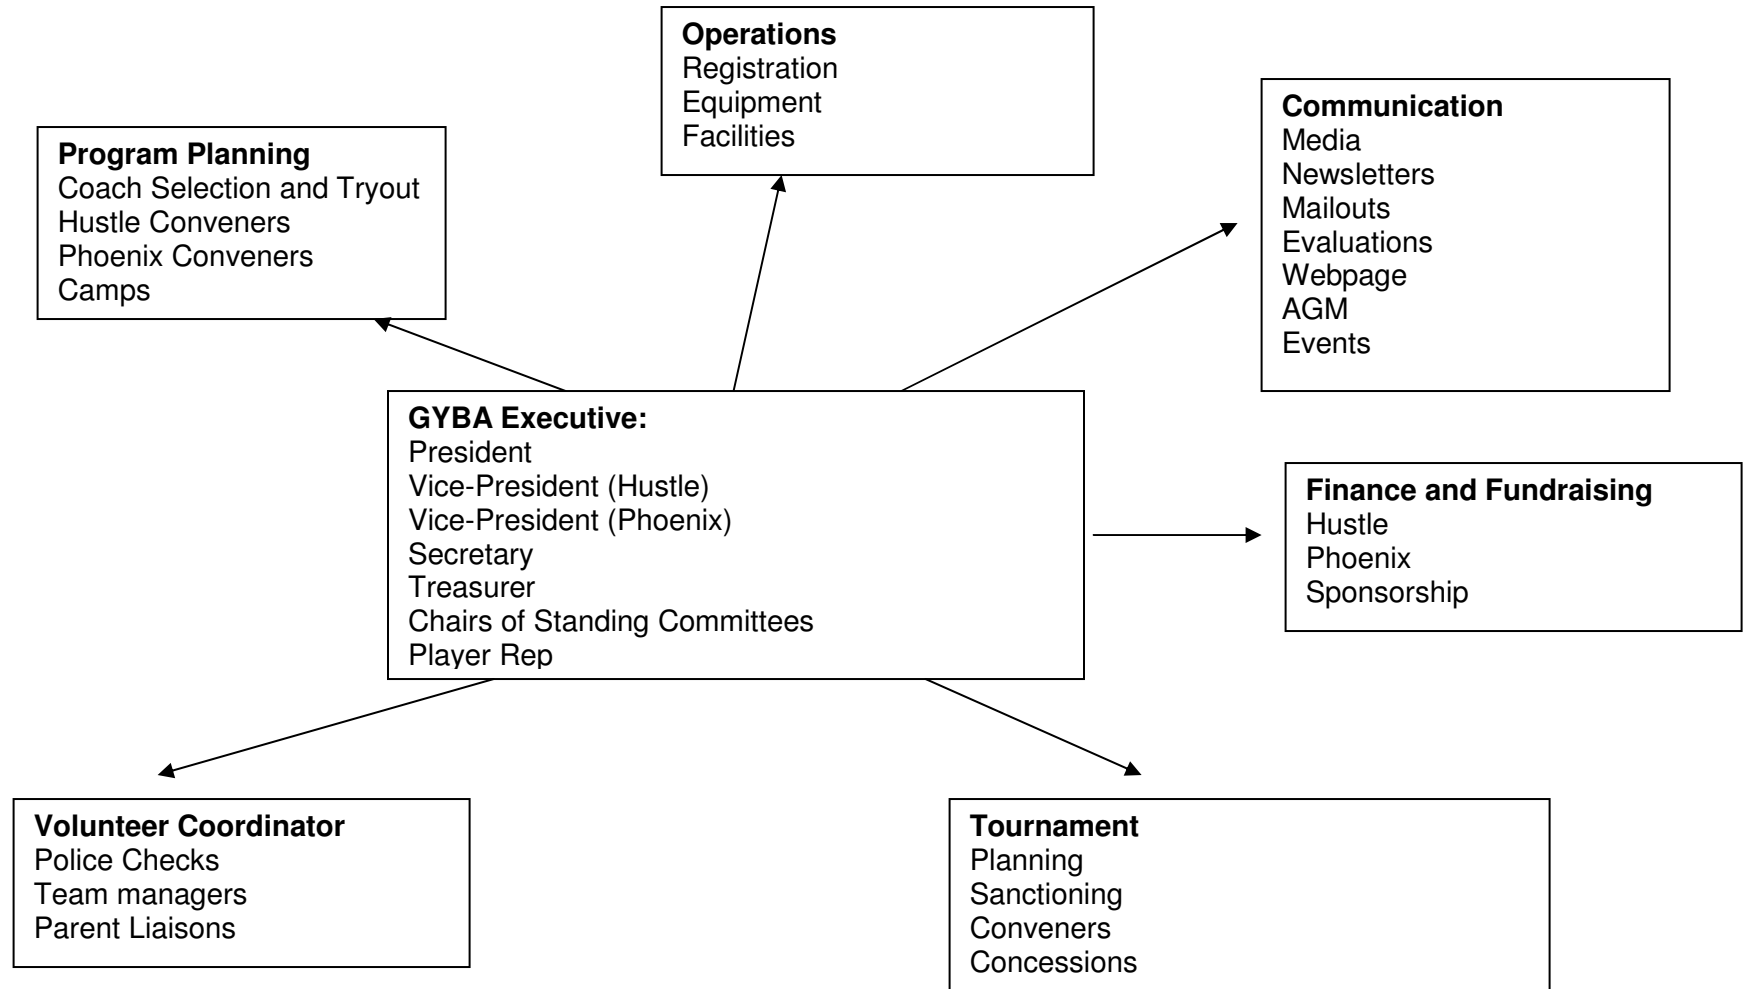 Operations
Registration
Equipment
Facilities
Communication
Media
Newsletters
Mailouts
Evaluations
Webpage
AGM
Events
Program Planning
Coach Selection and Tryout
Hustle Conveners
Phoenix Conveners
Camps
GYBA Executive:
President
Vice-President (Hustle)
Vice-President (Phoenix)
Secretary
Treasurer
Chairs of Standing Committees
Player Rep
Finance and Fundraising
Hustle
Phoenix
Sponsorship
Volunteer Coordinator
Police Checks
Team managers
Parent Liaisons
Tournament
Planning
Sanctioning
Conveners
Concessions